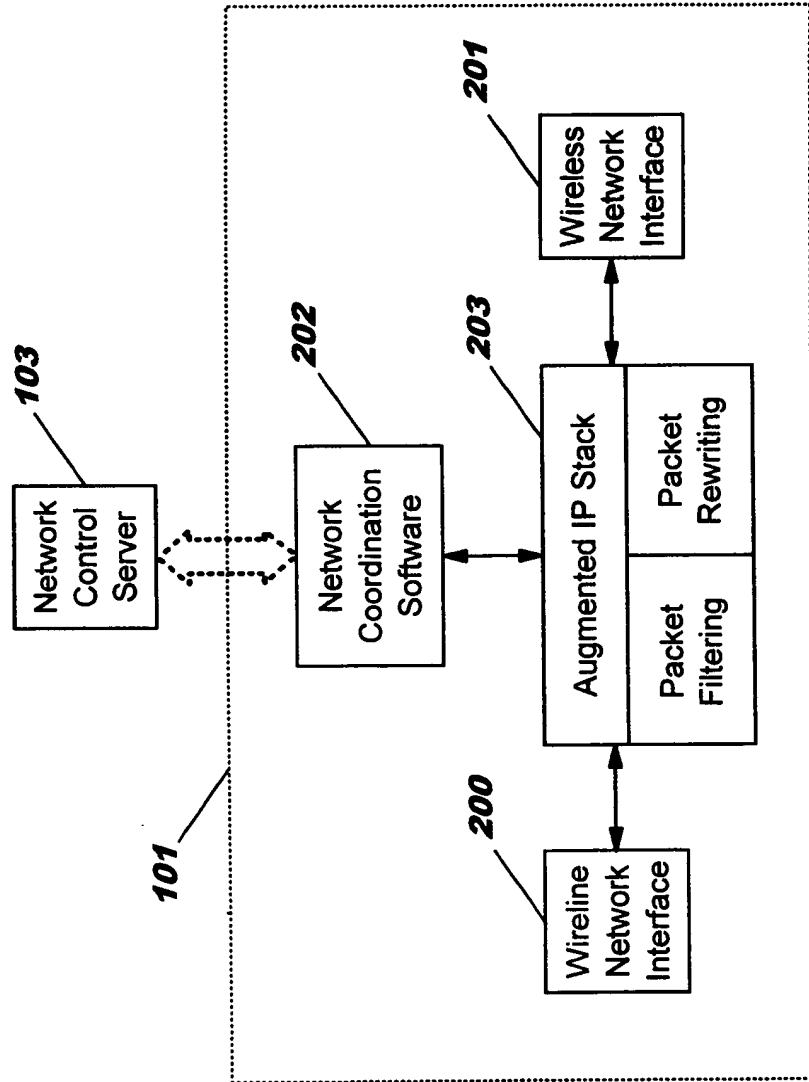 103
Network
Control
Server
101
202
Network
Coordination
Software
200
Wireline
Network
Interface
203
Augmented IP Stack
Packet
Filtering
Packet
Rewriting
201
Wireless
Network
Interface